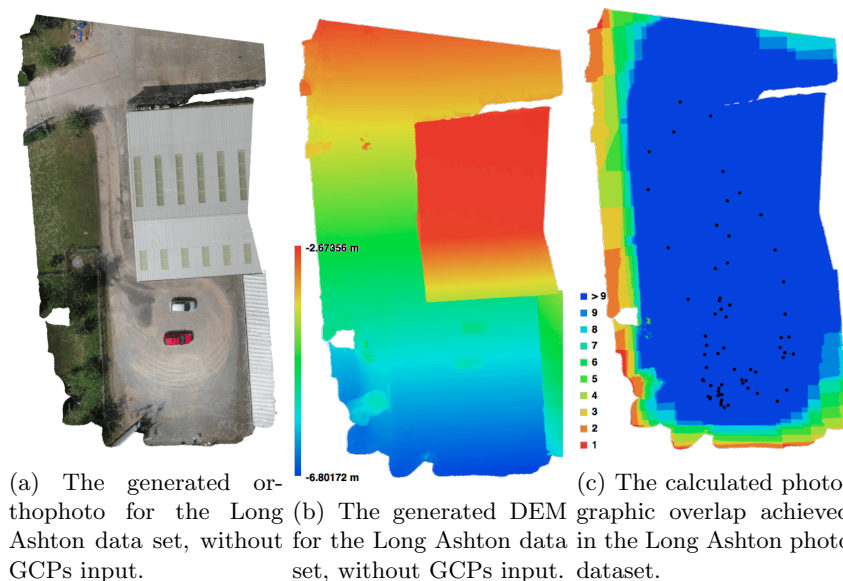 -2.67356 m
-6.80172 m
> 9
9
8
7
6
5
4
3
2
1
(a) The generated or-
thophoto for the Long
Ashton data set, without
GCPs input.
(b) The generated DEM
for the Long Ashton data
set, without GCPs input.
(c) The calculated photo
graphic overlap achieved
in the Long Ashton photo
dataset.